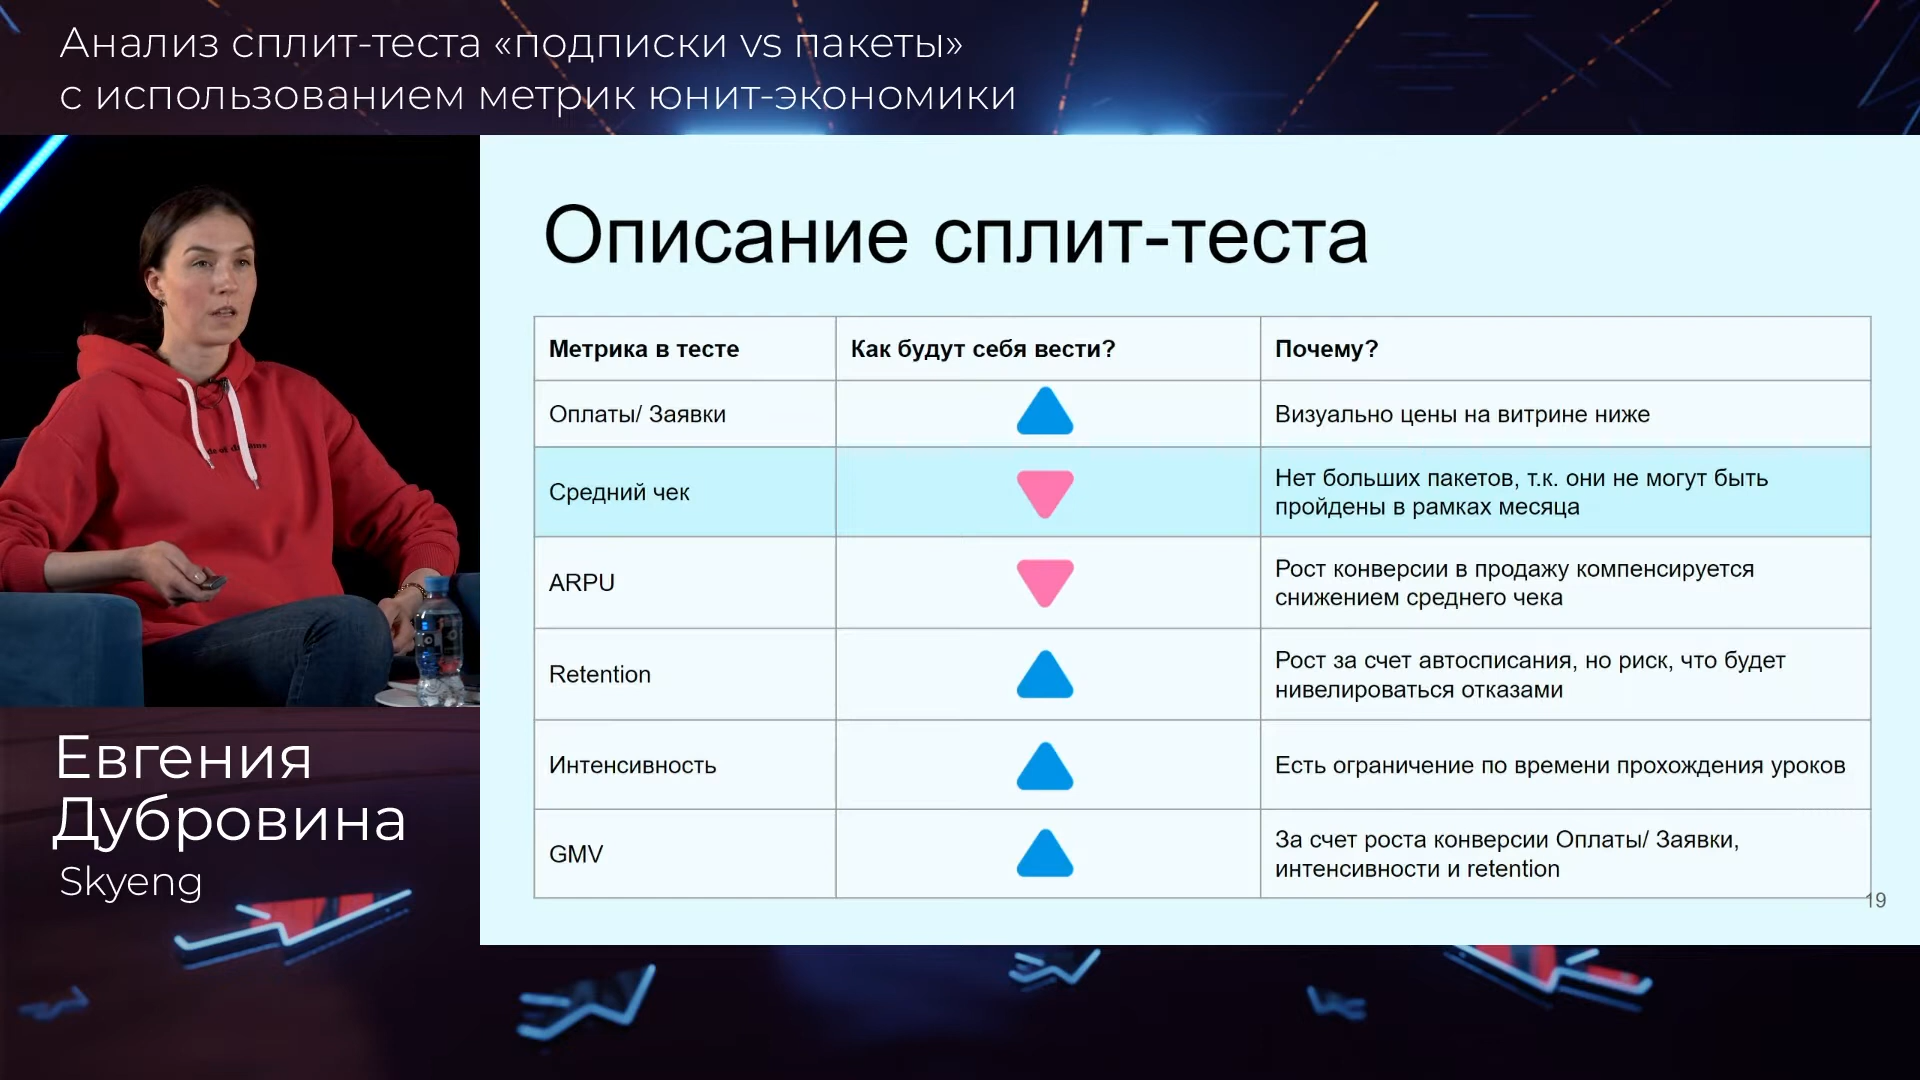 Анализ сплит-теста «подписки vs пакеты»
с использованием метрик юнит-экономики
Описание сплит-теста
Метрика в тесте
Как будут себя вести?
Почему?
Оплаты/ Заявки
Визуально цены на витрине ниже
Средний чек
Нет больших пакетов, т.к. они не могут быть
пройдены в рамках месяца
ARPU
Рост конверсии в продажу компенсируется
снижением среднего чека
Retention
Рост за счет автосписания, но риск, что будет
нивелироваться отказами
Интенсивность
Есть ограничение по времени прохождения уроков
GMV
За счет роста конверсии Оплаты/ Заявки,
интенсивности и retention
19
Евгения
Дубровина
Skyeng